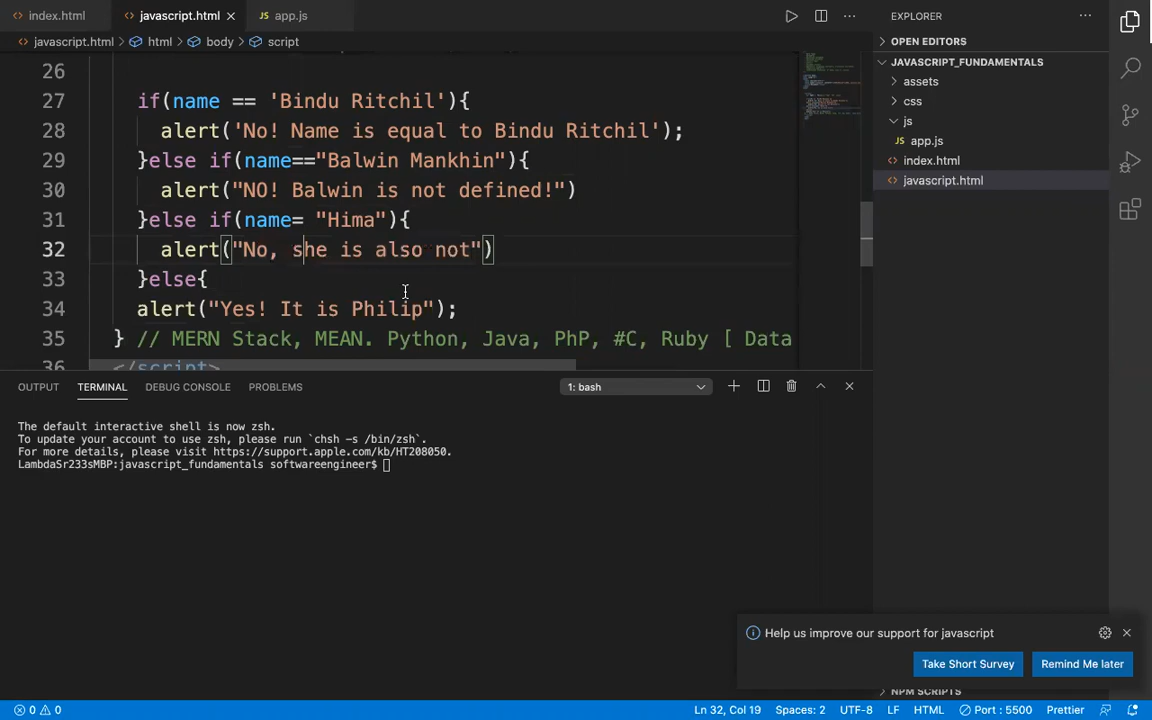 index.html
javascript.html
app.js
EXPLORER
javascript.html > html > body > script
OPEN EDITORS
JAVASCRIPT_FUNDAMENTALS
assets
css
js
app.js
index.html
javascript.html
26
27 if(name == 'Bindu Ritchil'){
28 alert('No! Name is equal to Bindu Ritchil');
29 }else if(name=="Balwin Mankhin"){
30 alert("NO! Balwin is not defined!")
31 }else if(name= "Hima"){
32 alert("No, she is also not")
33 }else{
34 alert("Yes! It is Philip");
35 } // MERN Stack, MEAN. Python, Java, PhP, #C, Ruby [ Data
36 </script>
OUTPUT TERMINAL DEBUG CONSOLE PROBLEMS
1: bash
The default interactive shell is now zsh.
To update your account to use zsh, please run `chsh -s /bin/zsh`.
For more details, please visit https://support.apple.com/kb/HT208050.
LambdaSr233sMBP:javascript_fundamentals softwareengineer$
Help us improve our support for javascript
Take Short Survey
Remind Me later
NPM SCRIPTS
0 0
Ln 32, Col 19
Spaces: 2
UTF-8
LF
HTML
Port : 5500
Prettier